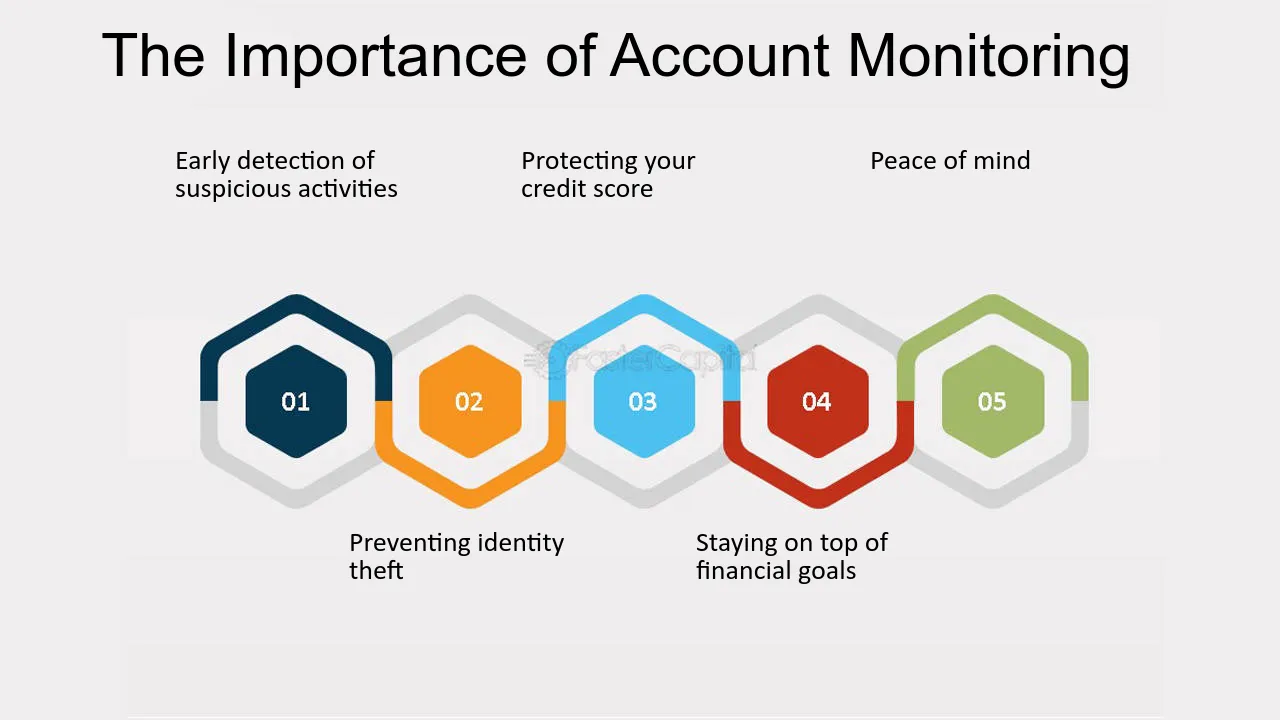 The Importance of Account Monitoring
Early detection of
suspicious activities
Protecting your
credit score
Peace of mind
01
02
03
04
05
FasterCapital
Preventing identity
theft
Staying on top of
financial goals